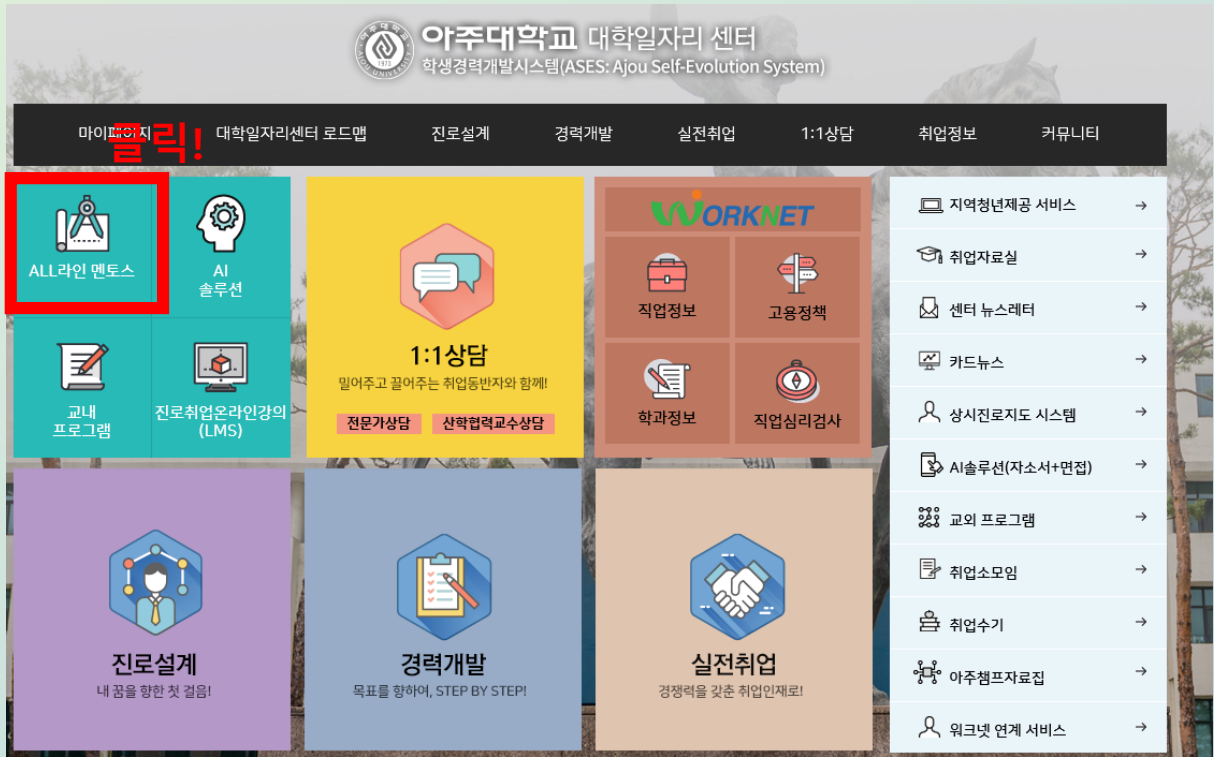 아주대학교 대학일자리 센터
학생경력개발시스템(ASES: Ajou Self-Evolution System)
마이페이지 대학일자리센터 로드맵 진로설계 경력개발 실전취업 1:1상담 취업정보 커뮤니티
클릭!
ALL라인 멘토스
AI
솔루션
교내
프로그램
진로취업온라인강의
(LMS)
1:1상담
밀어주고 끌어주는 취업동반자와 함께!
전문가상담 산학협력교수상담
WORKNET
직업정보 고용정책
학과정보 직업심리검사
지역청년제공 서비스
취업자료실
센터 뉴스레터
카드뉴스
상시진로지도 시스템
AI솔루션(자소서+면접)
교외 프로그램
취업소모임
취업수기
아주챔프자료집
워크넷 연계 서비스
진로설계
내 꿈을 향한 첫 걸음!
경력개발
목표를 향하여, STEP BY STEP!
실전취업
경쟁력을 갖춘 취업인재로!